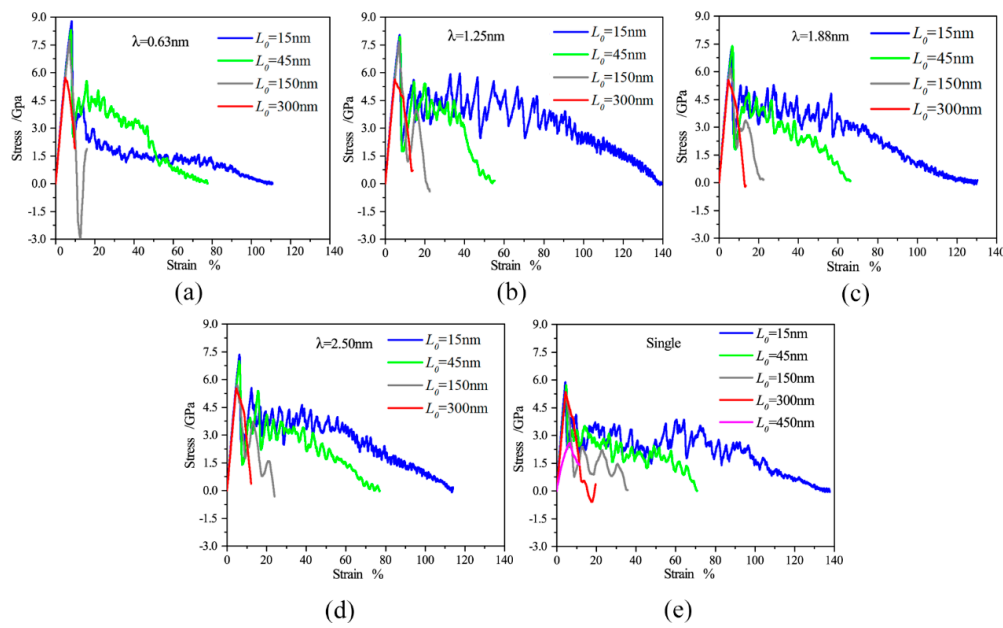 9.0
7.5
6.0
4.5
3.0
1.5
0.0
-1.5
-3.0
Stress /GPa
λ=0.63nm
L0=15nm
L0=45nm
L0=150nm
L0=300nm
0 20 40 60 80 100 120 140
Strain %
(a)
9.0
7.5
6.0
4.5
3.0
1.5
0.0
-1.5
-3.0
Stress /GPa
λ=1.25nm
L0=15nm
L0=45nm
L0=150nm
L0=300nm
0 20 40 60 80 100 120 140
Strain %
(b)
9.0
7.5
6.0
4.5
3.0
1.5
0.0
-1.5
-3.0
Stress /GPa
λ=1.88nm
L0=15nm
L0=45nm
L0=150nm
L0=300nm
0 20 40 60 80 100 120 140
Strain %
(c)
9.0
7.5
6.0
4.5
3.0
1.5
0.0
-1.5
-3.0
Stress /GPa
λ=2.50nm
L0=15nm
L0=45nm
L0=150nm
L0=300nm
0 20 40 60 80 100 120 140
Strain %
(d)
9.0
7.5
6.0
4.5
3.0
1.5
0.0
-1.5
-3.0
Stress /GPa
Single
L0=15nm
L0=45nm
L0=150nm
L0=300nm
L0=450nm
0 20 40 60 80 100 120 140
Strain %
(e)